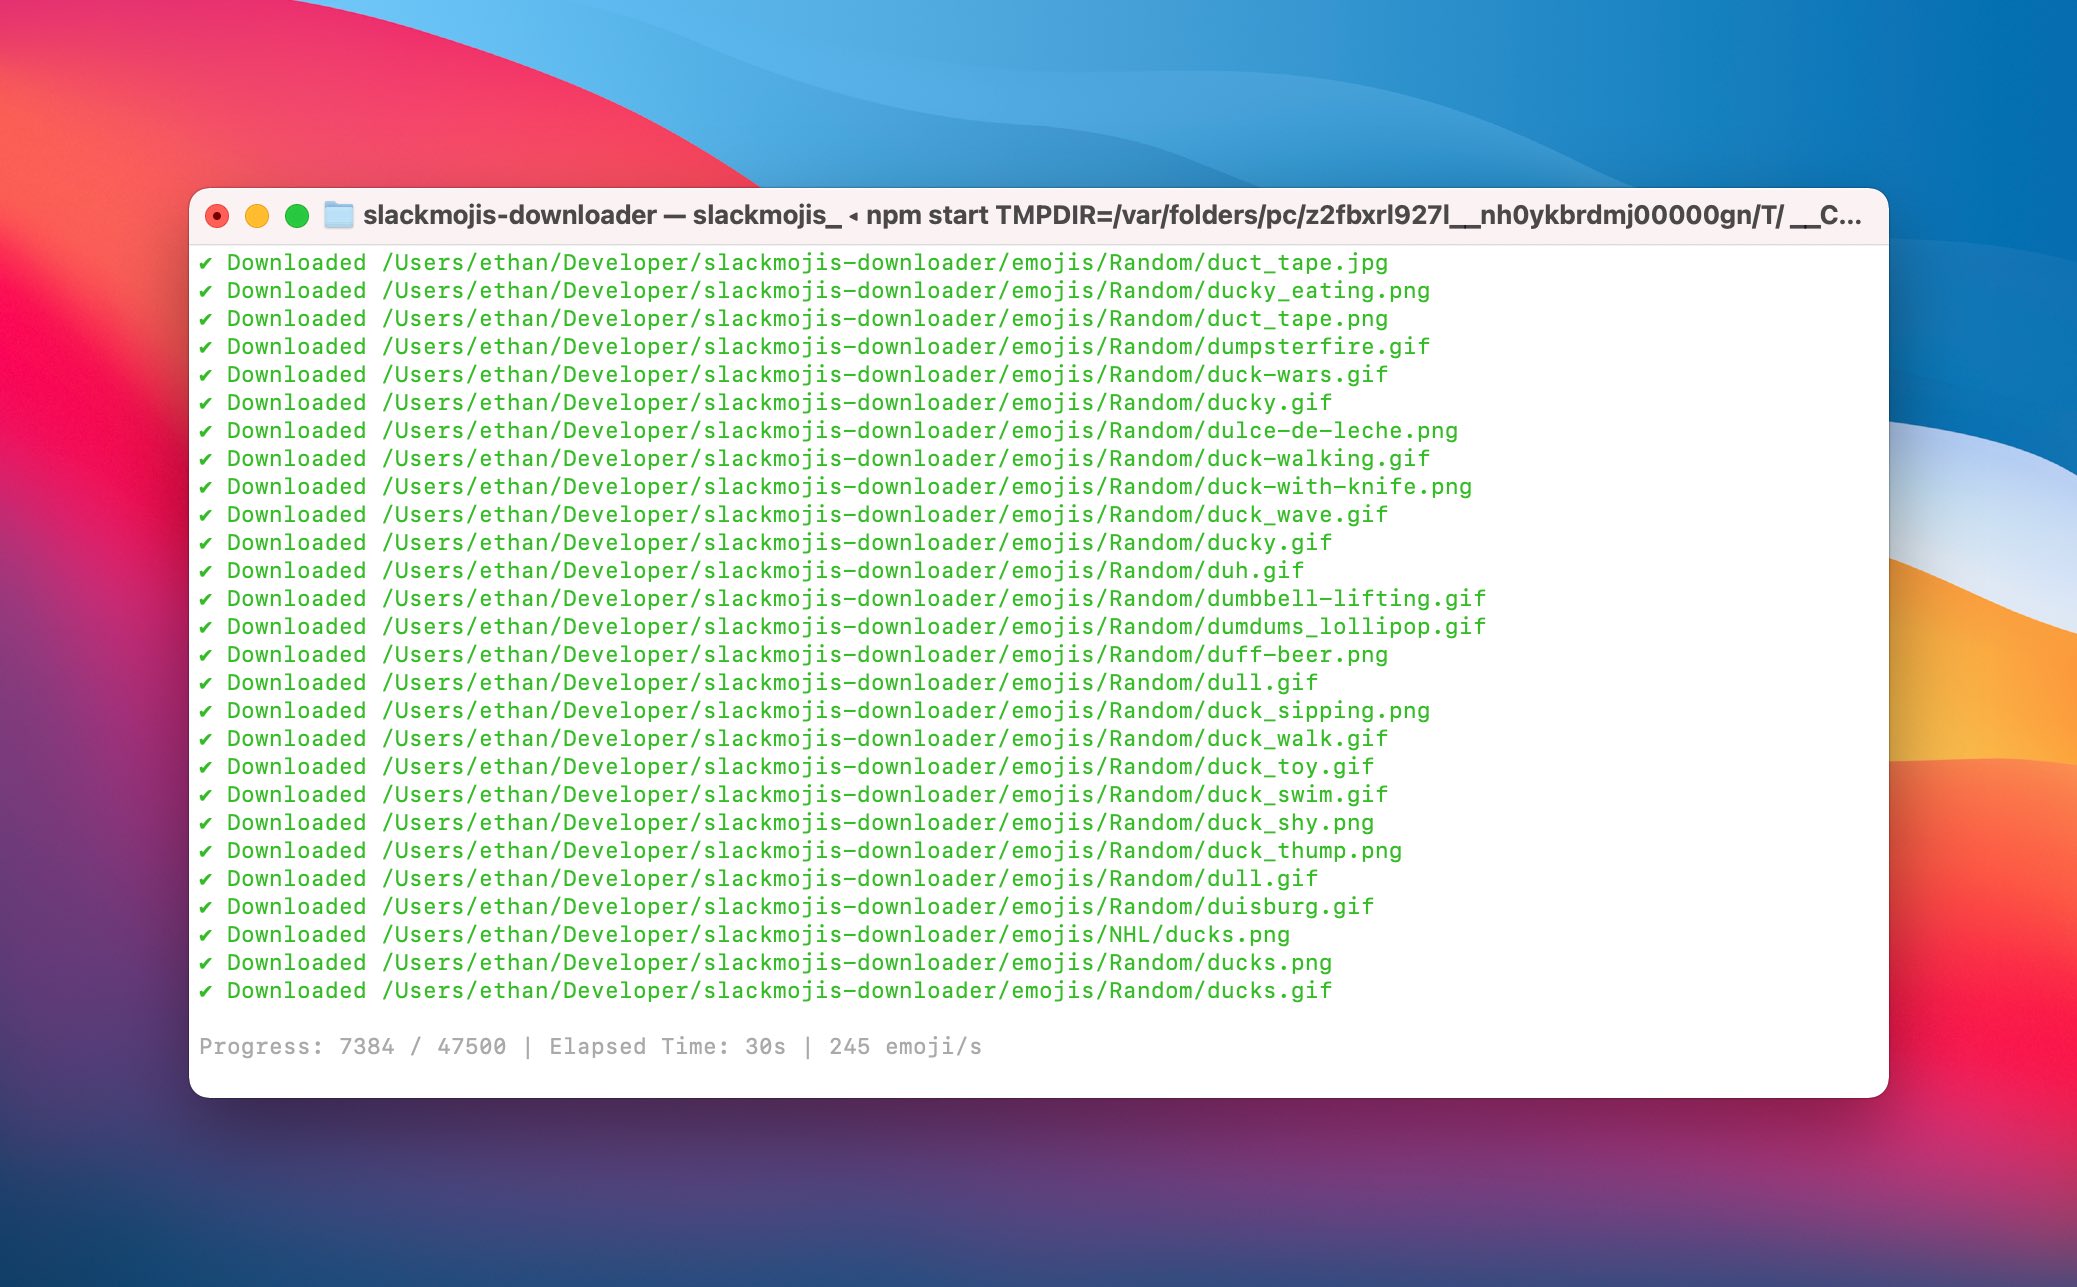 slackmojis-downloader — slackmojis_ ◂ npm start TMPDIR=/var/folders/pc/z2fbxrl927l__nh0ykbrdmj00000gn/T/ __C...
✔ Downloaded /Users/ethan/Developer/slackmojis-downloader/emojis/Random/duct_tape.jpg
✔ Downloaded /Users/ethan/Developer/slackmojis-downloader/emojis/Random/ducky_eating.png
✔ Downloaded /Users/ethan/Developer/slackmojis-downloader/emojis/Random/duct_tape.png
✔ Downloaded /Users/ethan/Developer/slackmojis-downloader/emojis/Random/dumpsterfire.gif
✔ Downloaded /Users/ethan/Developer/slackmojis-downloader/emojis/Random/duck-wars.gif
✔ Downloaded /Users/ethan/Developer/slackmojis-downloader/emojis/Random/ducky.gif
✔ Downloaded /Users/ethan/Developer/slackmojis-downloader/emojis/Random/dulce-de-leche.png
✔ Downloaded /Users/ethan/Developer/slackmojis-downloader/emojis/Random/duck-walking.gif
✔ Downloaded /Users/ethan/Developer/slackmojis-downloader/emojis/Random/duck-with-knife.png
✔ Downloaded /Users/ethan/Developer/slackmojis-downloader/emojis/Random/duck_wave.gif
✔ Downloaded /Users/ethan/Developer/slackmojis-downloader/emojis/Random/ducky.gif
✔ Downloaded /Users/ethan/Developer/slackmojis-downloader/emojis/Random/duh.gif
✔ Downloaded /Users/ethan/Developer/slackmojis-downloader/emojis/Random/dumbbell-lifting.gif
✔ Downloaded /Users/ethan/Developer/slackmojis-downloader/emojis/Random/dumdums_lollipop.gif
✔ Downloaded /Users/ethan/Developer/slackmojis-downloader/emojis/Random/duff-beer.png
✔ Downloaded /Users/ethan/Developer/slackmojis-downloader/emojis/Random/dull.gif
✔ Downloaded /Users/ethan/Developer/slackmojis-downloader/emojis/Random/duck_sipping.png
✔ Downloaded /Users/ethan/Developer/slackmojis-downloader/emojis/Random/duck_walk.gif
✔ Downloaded /Users/ethan/Developer/slackmojis-downloader/emojis/Random/duck_toy.gif
✔ Downloaded /Users/ethan/Developer/slackmojis-downloader/emojis/Random/duck_swim.gif
✔ Downloaded /Users/ethan/Developer/slackmojis-downloader/emojis/Random/duck_shy.png
✔ Downloaded /Users/ethan/Developer/slackmojis-downloader/emojis/Random/duck_thump.png
✔ Downloaded /Users/ethan/Developer/slackmojis-downloader/emojis/Random/dull.gif
✔ Downloaded /Users/ethan/Developer/slackmojis-downloader/emojis/Random/duisburg.gif
✔ Downloaded /Users/ethan/Developer/slackmojis-downloader/emojis/NHL/ducks.png
✔ Downloaded /Users/ethan/Developer/slackmojis-downloader/emojis/Random/ducks.png
✔ Downloaded /Users/ethan/Developer/slackmojis-downloader/emojis/Random/ducks.gif
Progress: 7384 / 47500 | Elapsed Time: 30s | 245 emoji/s